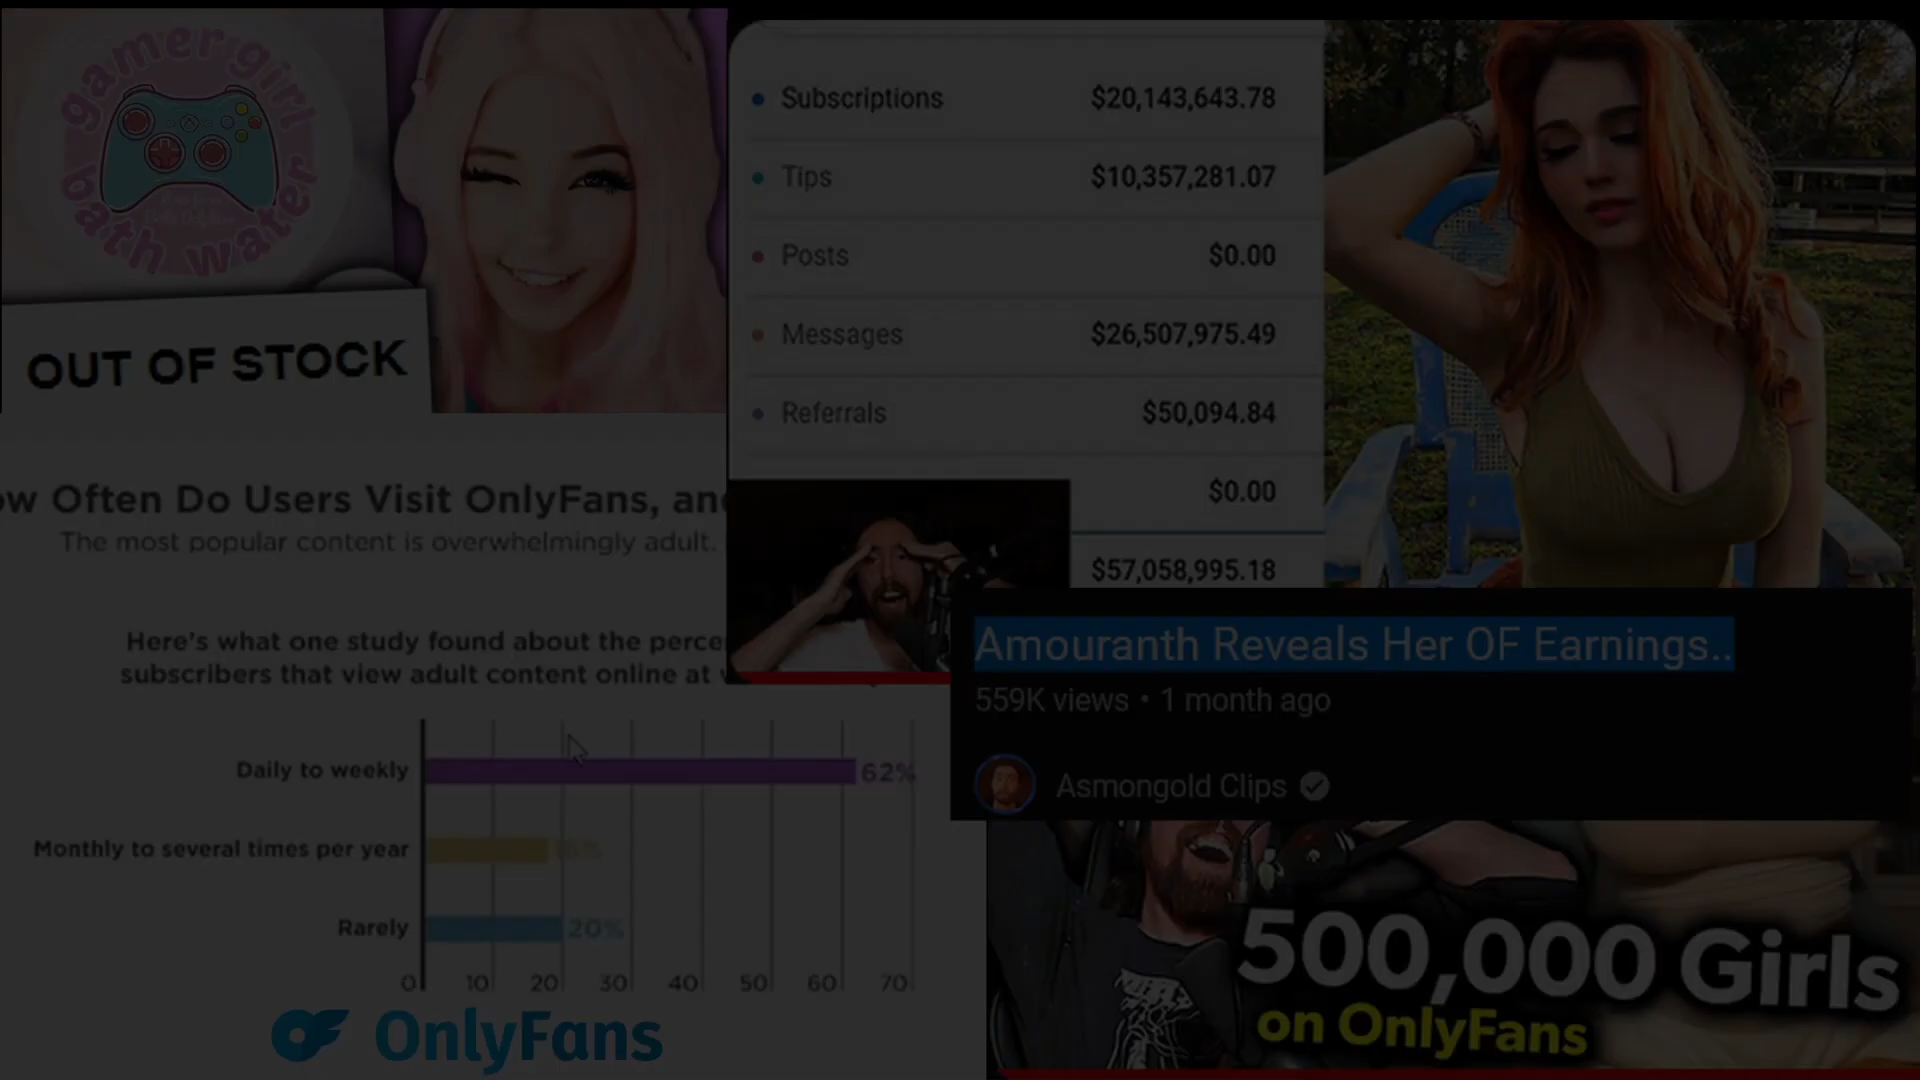 gamer girl
bath water
OUT OF STOCK
Subscriptions $20,143,643.78
Tips $10,357,281.07
Posts $0.00
Messages $26,507,975.49
Referrals $50,094.84
$0.00
$57,058,995.18
ow Often Do Users Visit OnlyFans, and
The most popular content is overwhelmingly adult.
Here's what one study found about the perce
subscribers that view adult content online at
Daily to weekly 62%
Monthly to several times per year
Rarely 20%
0 10 20 30 40 50 60 70
OnlyFans
Amouranth Reveals Her OF Earnings..
559K views • 1 month ago
Asmongold Clips
500,000 Girls
on OnlyFans